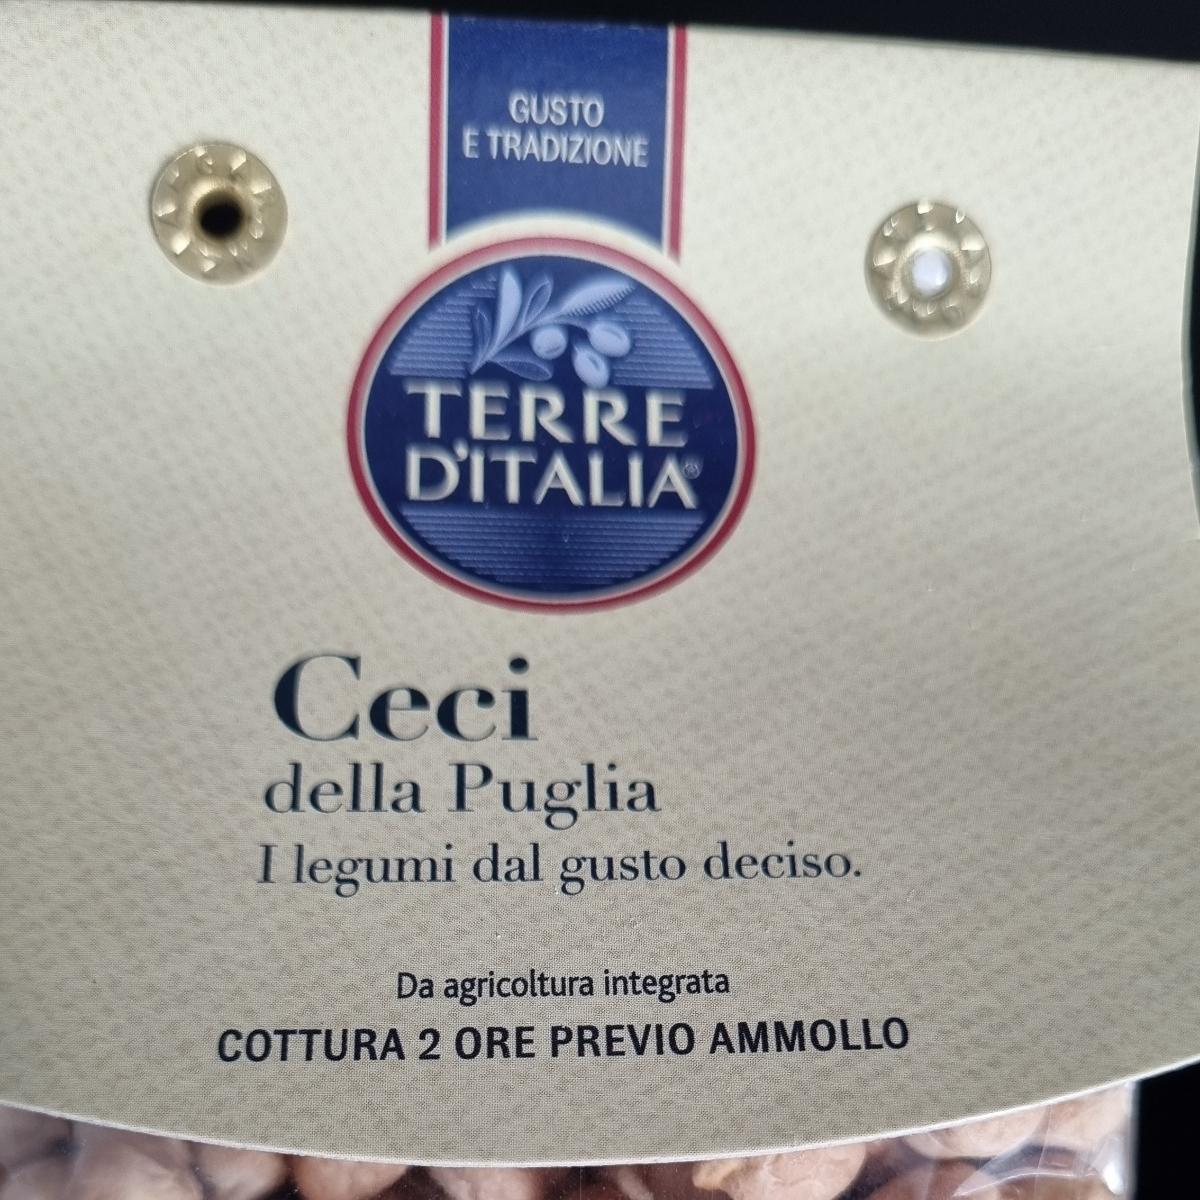 GUSTO
E TRADIZIONE
TERRE
D'ITALIA®
Ceci
della Puglia
I legumi dal gusto deciso.
Da agricoltura integrata
COTTURA 2 ORE PREVIO AMMOLLO